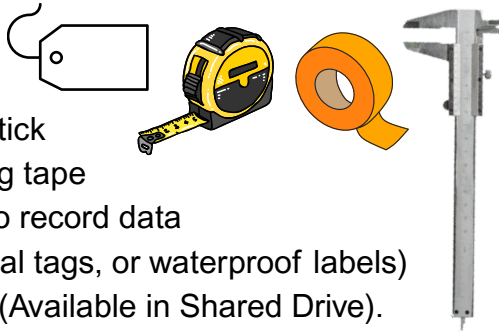 tick
g tape
o record data
al tags, or waterproof labels)
(Available in Shared Drive).